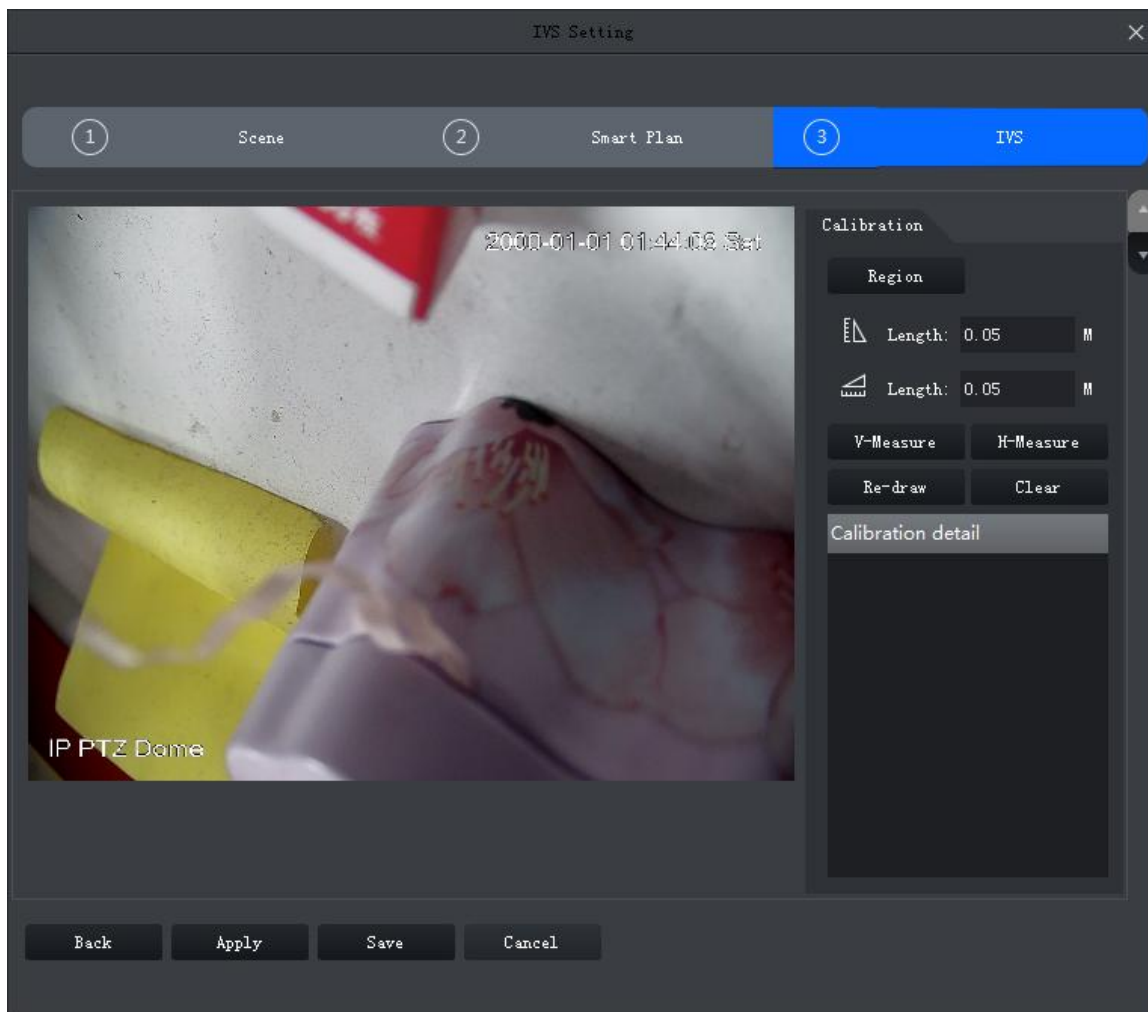 IVS Setting
1 Scene 2 Smart Plan 3 IVS
2000-01-01 01:44:08 Sat
IP PTZ Dome
Calibration
Region
Length: 0.05 M
Length: 0.05 M
V-Measure H-Measure
Re-draw Clear
Calibration detail
Back Apply Save Cancel